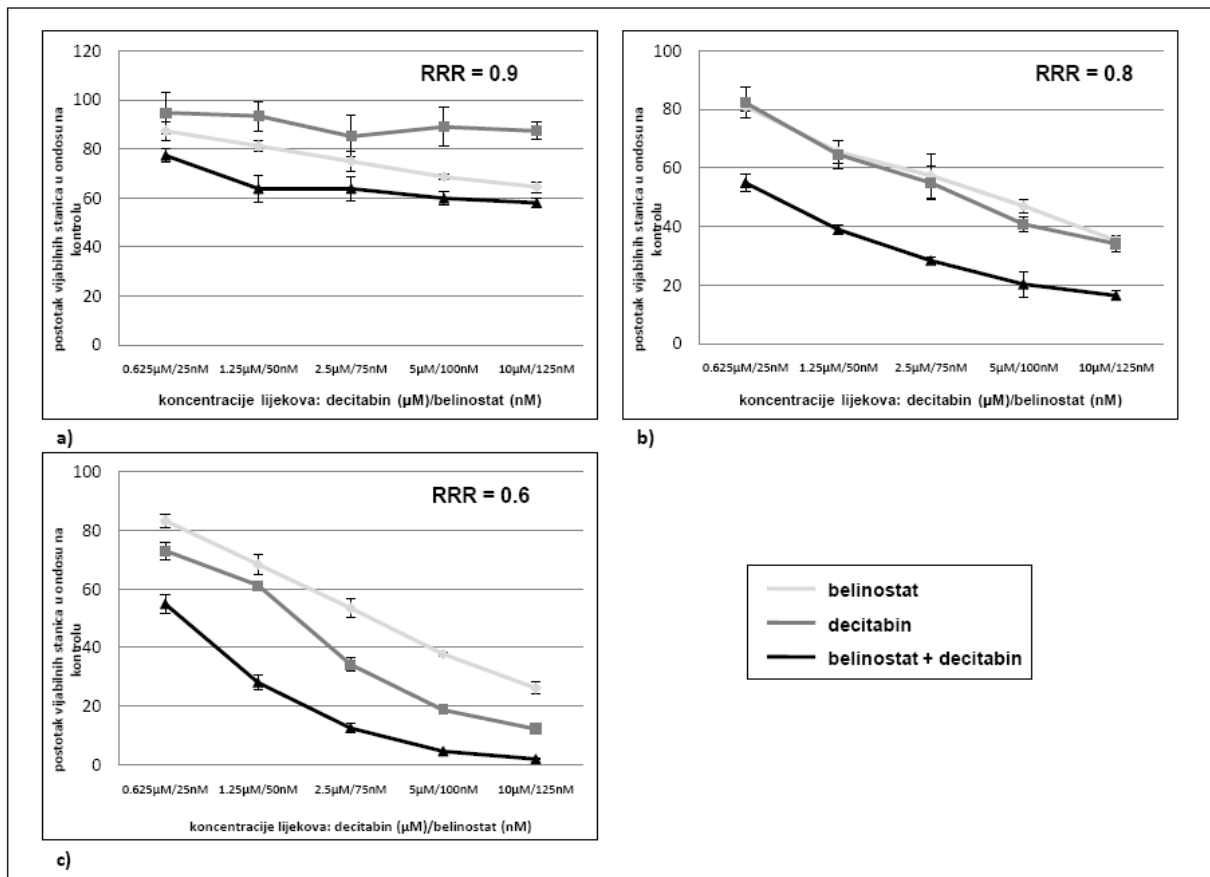 120
100
80
60
40
20
0
RRR = 0.9
postotak vijabilnih stanica u ondosu na
kontrolu
0.625µM/25nM 1.25µM/50nM 2.5µM/75nM 5µM/100nM 10µM/125nM
koncentracije lijekova: decitabin (µM)/belinostat (nM)
a)
100
80
60
40
20
0
RRR = 0.8
postotak vijabilnih stanica u ondosu na
kontrolu
0.625µM/25nM 1.25µM/50nM 2.5µM/75nM 5µM/100nM 10µM/125nM
koncentracije lijekova: decitabin (µM)/belinostat (nM)
b)
100
80
60
40
20
0
RRR = 0.6
postotak vijabilnih stanica u ondosu na
kontrolu
0.625µM/25nM 1.25µM/50nM 2.5µM/75nM 5µM/100nM 10µM/125nM
koncentracije lijekova: decitabin (µM)/belinostat (nM)
c)
belinostat
decitabin
belinostat + decitabin